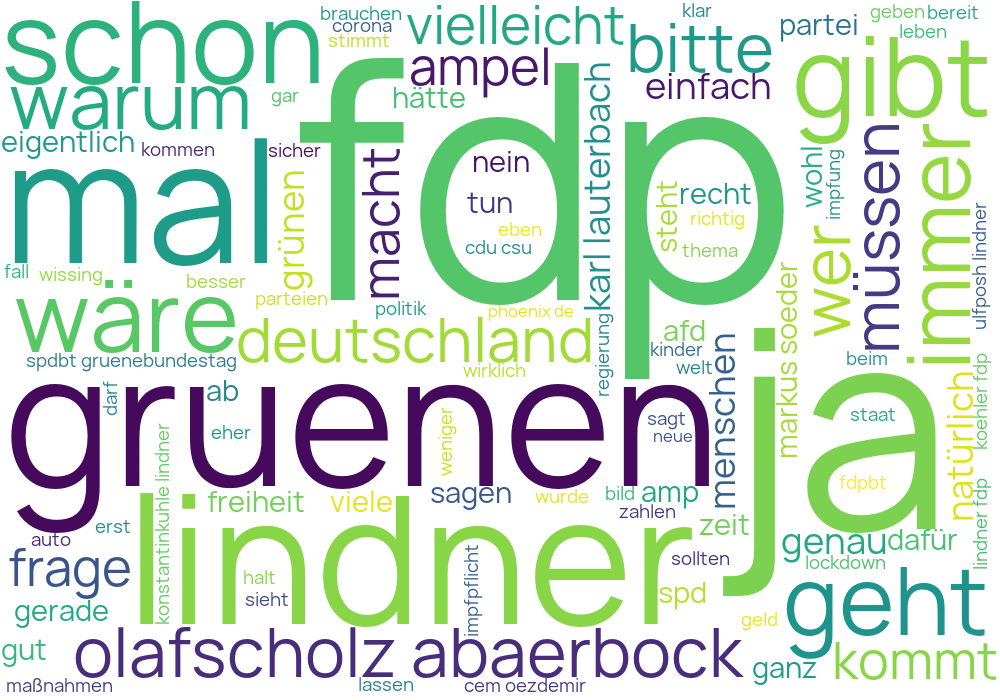 schon
brauchen
corona
stimmt
vielleicht
bitte
klar
partei
geben
bereit
leben
warum
gar
ampel
hätte
einfach
gibt
eigentlich
kommen
sicher
fdp
karl lauterbach
wohl
impfung
müssen
immer
mal
grünen
macht
nein
tun
eben
cdu csu
steht
recht
richtig
thema
wer
ulfposh lindner
fall
wissing
besser
parteien
politik
phoenix de
regierung
afd
kinder
welt
menschen
markus soeder
beim
wäre
deutschland
wirklich
spdbt gruenebundestag
gruenen
ja
darf
ab
eher
weniger
sagt
neue
staat
natürlich
koehler fdp
fdpbt
konstantinkuhle lindner
freiheit
viele
sagen
wurde
bild
amp
zahlen
zeit
lindner fdp
erst
auto
lindner
genau
dafür
lockdown
frage
halt
sieht
impfpflicht
sollten
spd
geht
gerade
geld
gut
olafscholz abaerbock
ganz
kommt
maßnahmen
lassen
cem oezdemir